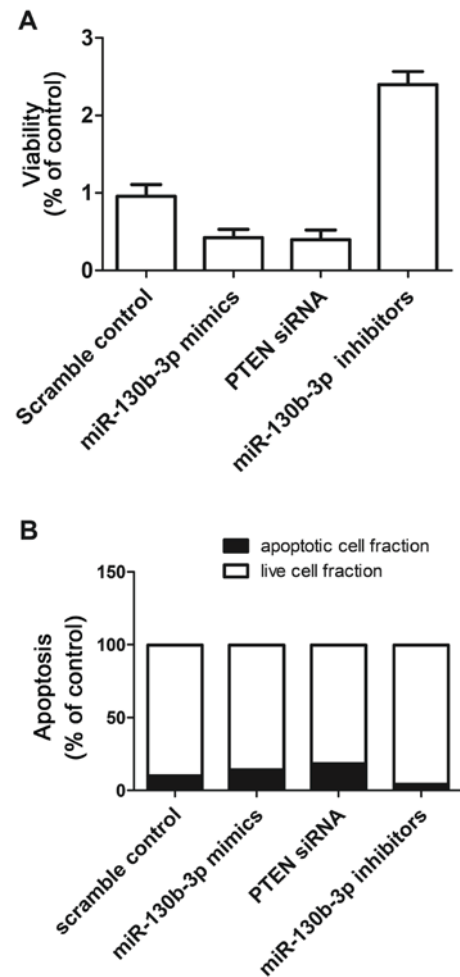 A
Viability
(% of control)
3
2
1
0
Scramble control
miR-130b-3p mimics
PTEN siRNA
miR-130b-3p inhibitors
B
apoptotic cell fraction
live cell fraction
Apoptosis
(% of control)
150
100
50
0
scramble control
miR-130b-3p mimics
PTEN siRNA
miR-130b-3p inhibitors